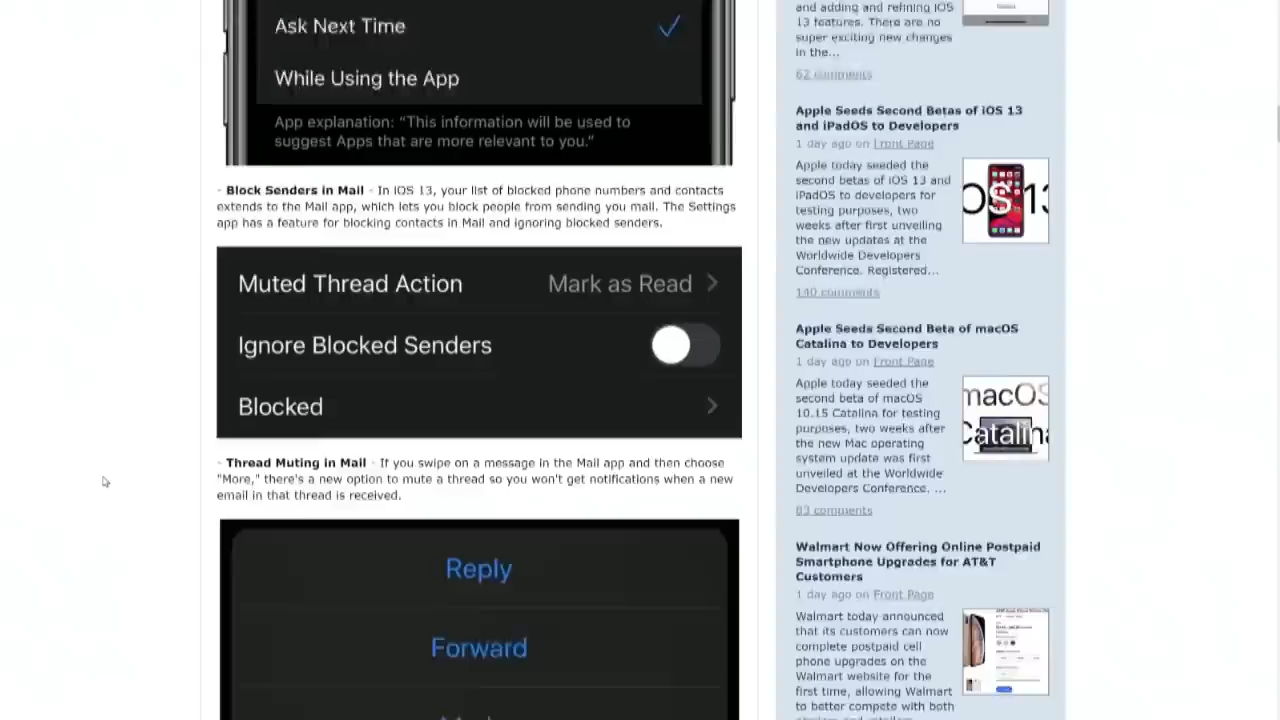 Ask Next Time
While Using the App
App explanation: “This information will be used to
suggest Apps that are more relevant to you.”
- Block Senders in Mail - In iOS 13, your list of blocked phone numbers and contacts
extends to the Mail app, which lets you block people from sending you mail. The Settings
app has a feature for blocking contacts in Mail and ignoring blocked senders.
Muted Thread Action Mark as Read
Ignore Blocked Senders
Blocked
- Thread Muting in Mail - If you swipe on a message in the Mail app and then choose
"More," there's a new option to mute a thread so you won't get notifications when a new
email in that thread is received.
Reply
Forward
and adding and refining iOS
13 features. There are no
super exciting new changes
in the...
62 comments
Apple Seeds Second Betas of iOS 13
and iPadOS to Developers
1 day ago on Front Page
Apple today seeded the
second betas of iOS 13 and
iPadOS to developers for
testing purposes, two
weeks after first unveiling
the new updates at the
Worldwide Developers
Conference. Registered...
140 comments
Apple Seeds Second Beta of macOS
Catalina to Developers
1 day ago on Front Page
Apple today seeded the
second beta of macOS
10.15 Catalina for testing
purposes, two weeks after
the new Mac operating
system update was first
unveiled at the Worldwide
Developers Conference. ...
macOS
Catalina
83 comments
Walmart Now Offering Online Postpaid
Smartphone Upgrades for AT&T
Customers
1 day ago on Front Page
Walmart today announced
that its customers can now
complete postpaid cell
phone upgrades on the
Walmart website for the
first time, allowing Walmart
to better compete with both